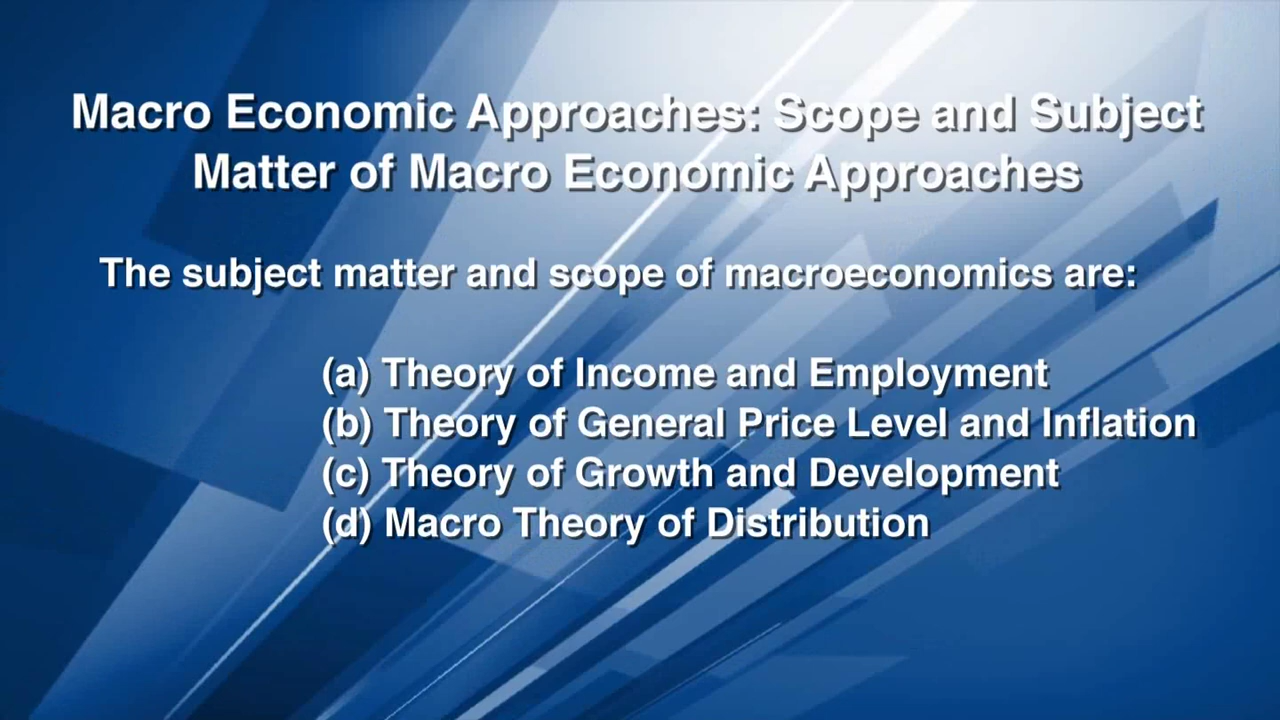 Macro Economic Approaches: Scope and Subject
Matter of Macro Economic Approaches
The subject matter and scope of macroeconomics are:
(a) Theory of Income and Employment
(b) Theory of General Price Level and Inflation
(c) Theory of Growth and Development
(d) Macro Theory of Distribution